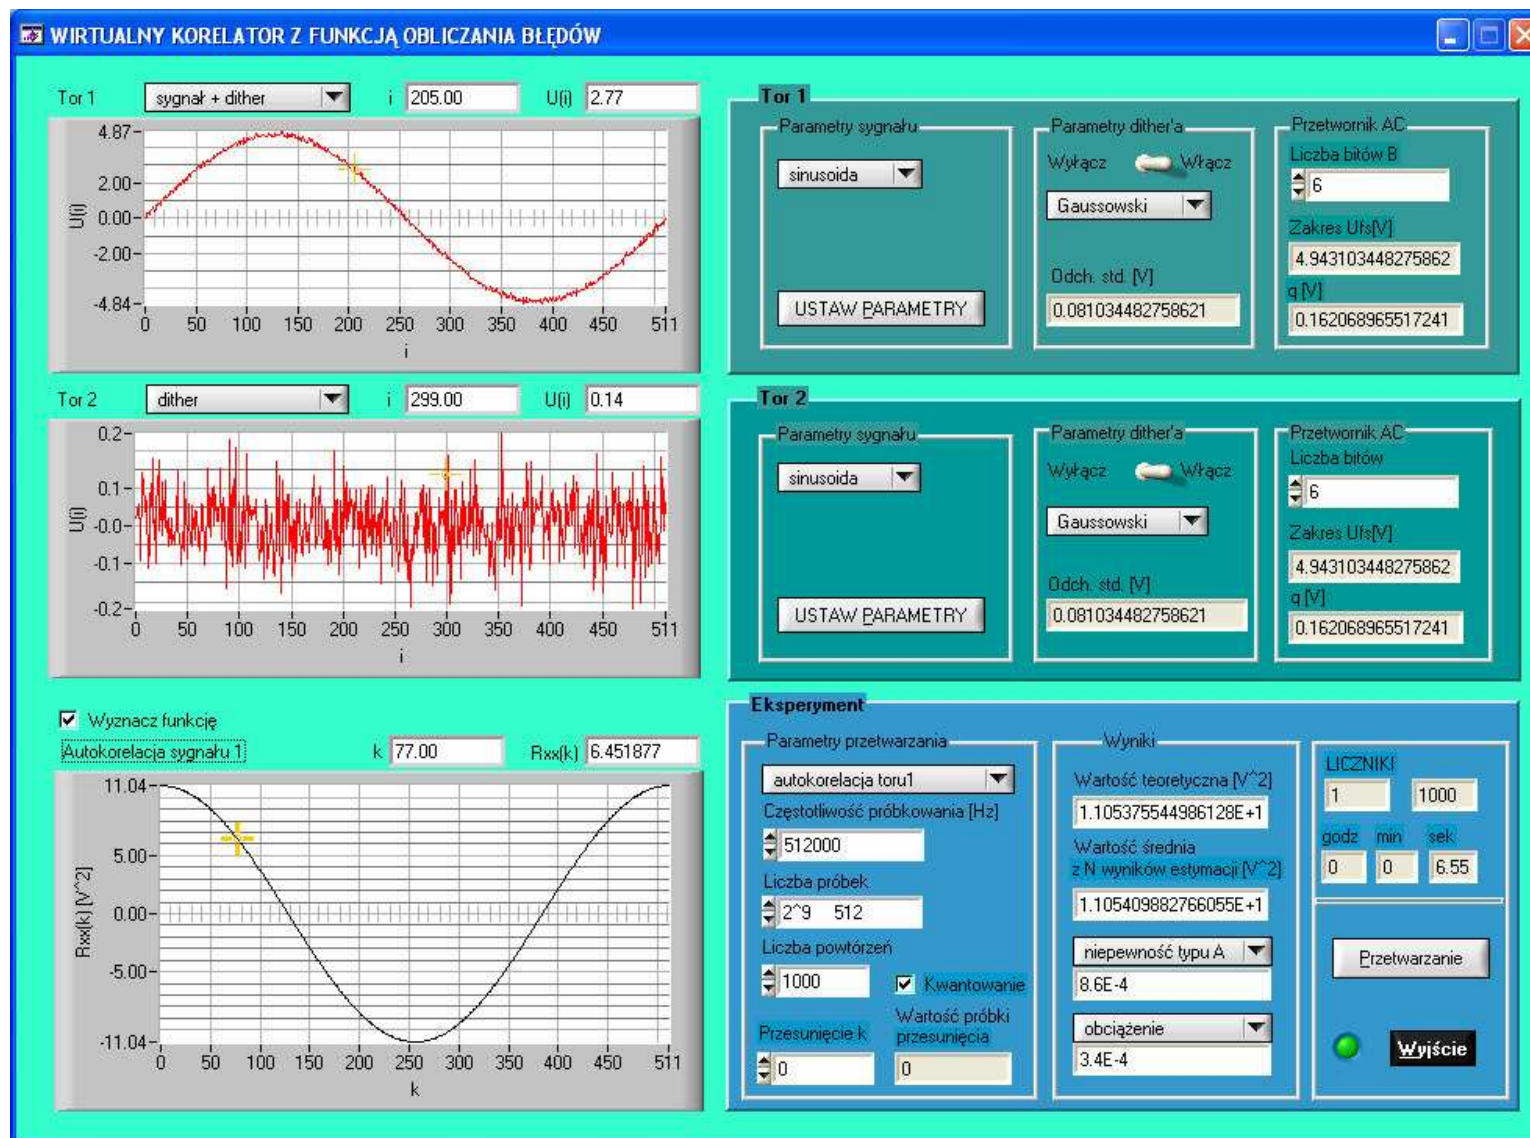 WIRTUALNY KORELATOR Z FUNKCJĄ OBLICZANIA BŁĘDÓW
Tor 1 sygnał + dither i 205.00 U(i) 2.77
4.87
2.00
0.00
-2.00
-4.84
U(i)
0 50 100 150 200 250 300 350 400 450 511
i
Tor 2 dither i 299.00 U(i) 0.14
0.2
0.1
-0.0
-0.1
-0.2
U(i)
0 50 100 150 200 250 300 350 400 450 511
i
Wyznacz funkcję
Autokorelacja sygnału 1 k 77.00 Rxx(k) 6.451877
11.04
5.00
0.00
-5.00
-11.04
Rxx(k) [V^2]
0 50 100 150 200 250 300 350 400 450 511
k
Tor 1
Parametry sygnału
sinusoida
USTAW PARAMETRY
Parametry dither'a
Wyłącz Włącz
Gaussowski
Odch. std. [V]
0.081034482758621
Przetwornik AC
Liczba bitów B
6
Zakres Ufs[V]
4.943103448275862
q [V]
0.162068965517241
Tor 2
Parametry sygnału
sinusoida
USTAW PARAMETRY
Parametry dither'a
Wyłącz Włącz
Gaussowski
Odch. std. [V]
0.081034482758621
Przetwornik AC
Liczba bitów
6
Zakres Ufs[V]
4.943103448275862
q [V]
0.162068965517241
Eksperyment
Parametry przetwarzania
autokorelacja toru1
Częstotliwość próbkowania [Hz]
512000
Liczba próbek
2^9 512
Liczba powtórzeń
1000
Kwantowanie
Przesunięcie k
0
Wartość próbki
przesunięcia
0
Wyniki
Wartość teoretyczna [V^2]
1.105375544986128E+1
Wartość średnia
z N wyników estymacji [V^2]
1.105409882766055E+1
niepewność typu A
8.6E-4
obciążenie
3.4E-4
LICZNIKI
1 1000
godz min sek
0 0 6.55
Przetwarzanie
Wyjście